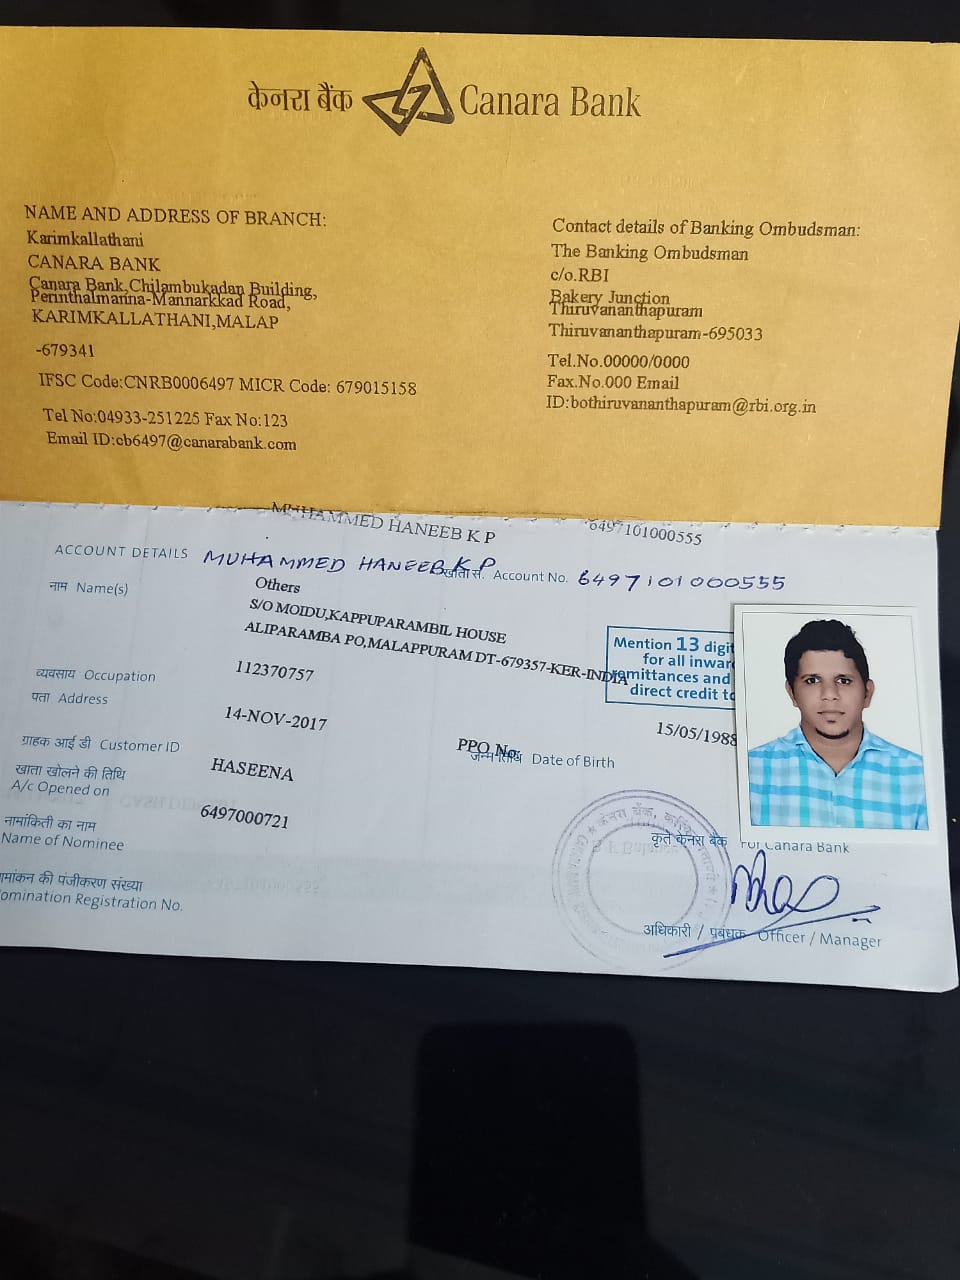 केनरा बैंक Canara Bank
NAME AND ADDRESS OF BRANCH:
Karimkallathani
CANARA BANK
Canara Bank,Chilambukadan Building,
Perinthalmanna-Mannarkkad Road,
KARIMKALLATHANI,MALAP
-679341
IFSC Code:CNRB0006497 MICR Code: 679015158
Tel No:04933-251225 Fax No:123
Email ID:cb6497@canarabank.com
Contact details of Banking Ombudsman:
The Banking Ombudsman
c/o.RBI
Bakery Junction
Thiruvananthapuram
Thiruvananthapuram-695033
Tel.No.00000/0000
Fax.No.000 Email
ID:bothiruvananthapuram@rbi.org.in
MUHAMMED HANEEB K P 6497101000555
ACCOUNT DETAILS MUHAMMED HANEEB K P खाता सं. Account No. 6497101000555
नाम Name(s)
Others
S/O MOIDU,KAPPUPARAMBIL HOUSE
ALIPARAMBA PO,MALAPPURAM DT-679357-KER-INDIA
Mention 13 digit
for all inward
remittances and
direct credit to
व्यवसाय Occupation 112370757
पता Address
14-NOV-2017 15/05/1988
ग्राहक आई डी Customer ID PPO No: जन्म तिथि Date of Birth
खाता खोलने की तिथि HASEENA
A/c Opened on
नामांकिती का नाम 6497000721
Name of Nominee
कृते केनरा बैंक For Canara Bank
नामांकन की पंजीकरण संख्या
Nomination Registration No.
अधिकारी / प्रबंधक Officer / Manager